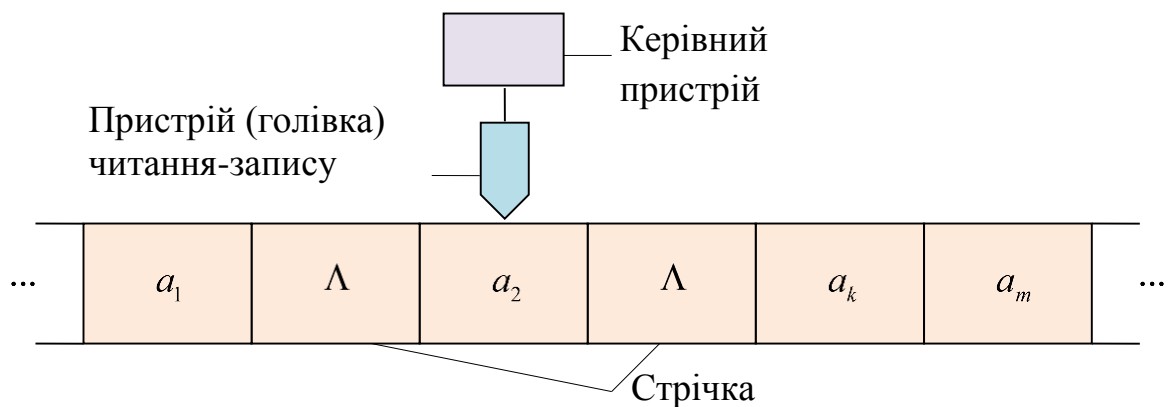 Керівний
пристрій
Пристрій (голівка)
читання-запису
... a₁ Λ a₂ Λ aₖ aₘ ...
Стрічка